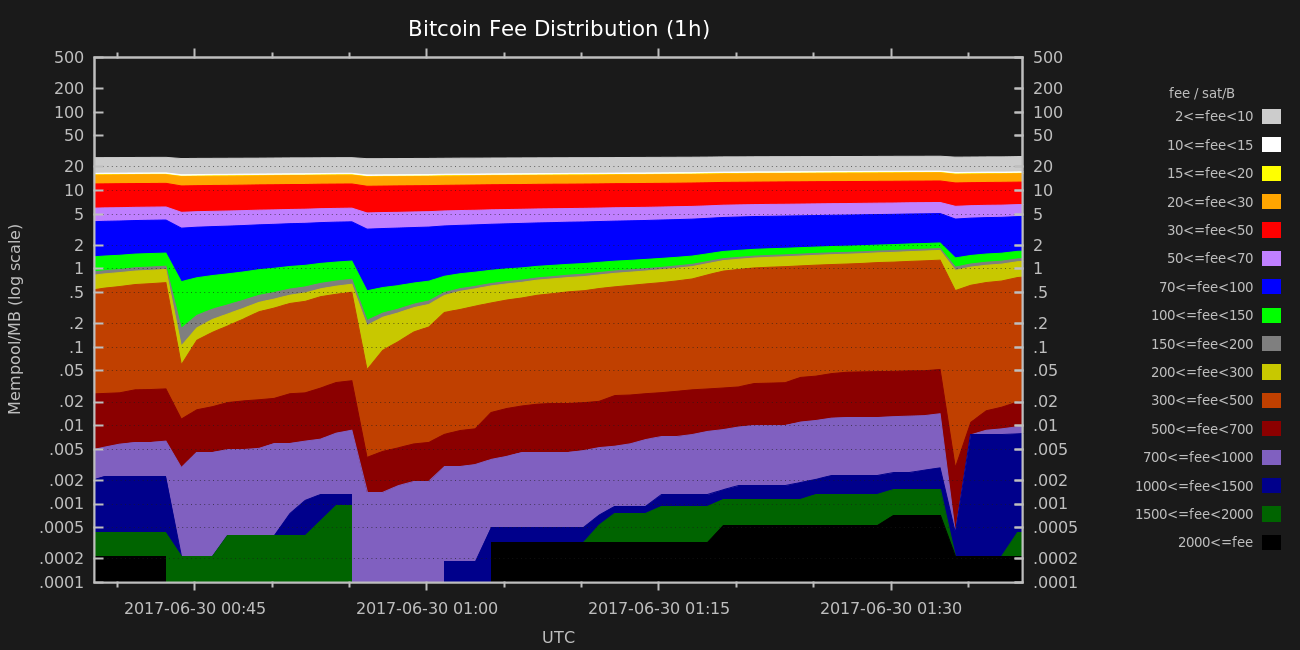 Bitcoin Fee Distribution (1h)
500
200
100
50
20
10
5
2
1
.5
.2
.1
.05
.02
.01
.005
.002
.001
.0005
.0002
.0001
Mempool/MB (log scale)
2017-06-30 00:45
2017-06-30 01:00
2017-06-30 01:15
2017-06-30 01:30
UTC
500
200
100
50
20
10
5
2
1
.5
.2
.1
.05
.02
.01
.005
.002
.001
.0005
.0002
.0001
fee / sat/B
2<=fee<10
10<=fee<15
15<=fee<20
20<=fee<30
30<=fee<50
50<=fee<70
70<=fee<100
100<=fee<150
150<=fee<200
200<=fee<300
300<=fee<500
500<=fee<700
700<=fee<1000
1000<=fee<1500
1500<=fee<2000
2000<=fee